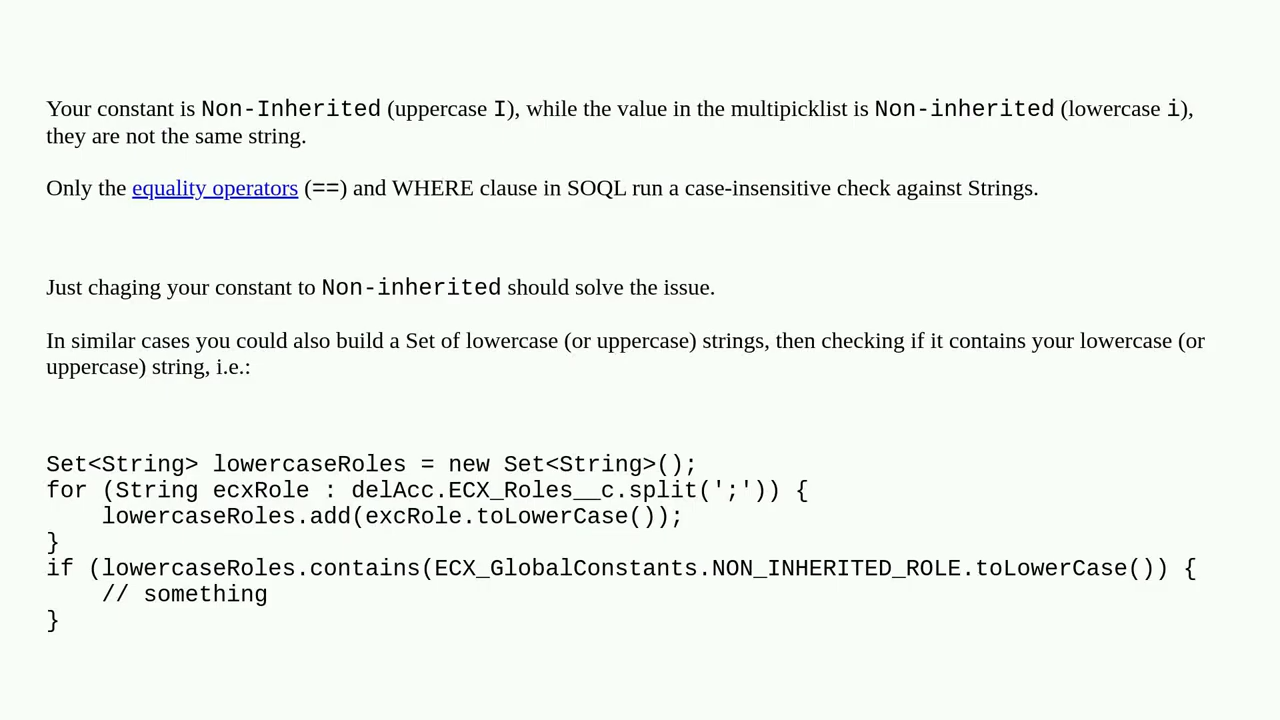 Your constant is Non-Inherited (uppercase I), while the value in the multipicklist is Non-inherited (lowercase i),
they are not the same string.
Only the equality operators (==) and WHERE clause in SOQL run a case-insensitive check against Strings.
Just chaging your constant to Non-inherited should solve the issue.
In similar cases you could also build a Set of lowercase (or uppercase) strings, then checking if it contains your lowercase (or
uppercase) string, i.e.:
Set<String> lowercaseRoles = new Set<String>();
for (String ecxRole : delAcc.ECX_Roles__c.split(';')) {
    lowercaseRoles.add(excRole.toLowerCase());
}
if (lowercaseRoles.contains(ECX_GlobalConstants.NON_INHERITED_ROLE.toLowerCase()) {
    // something
}